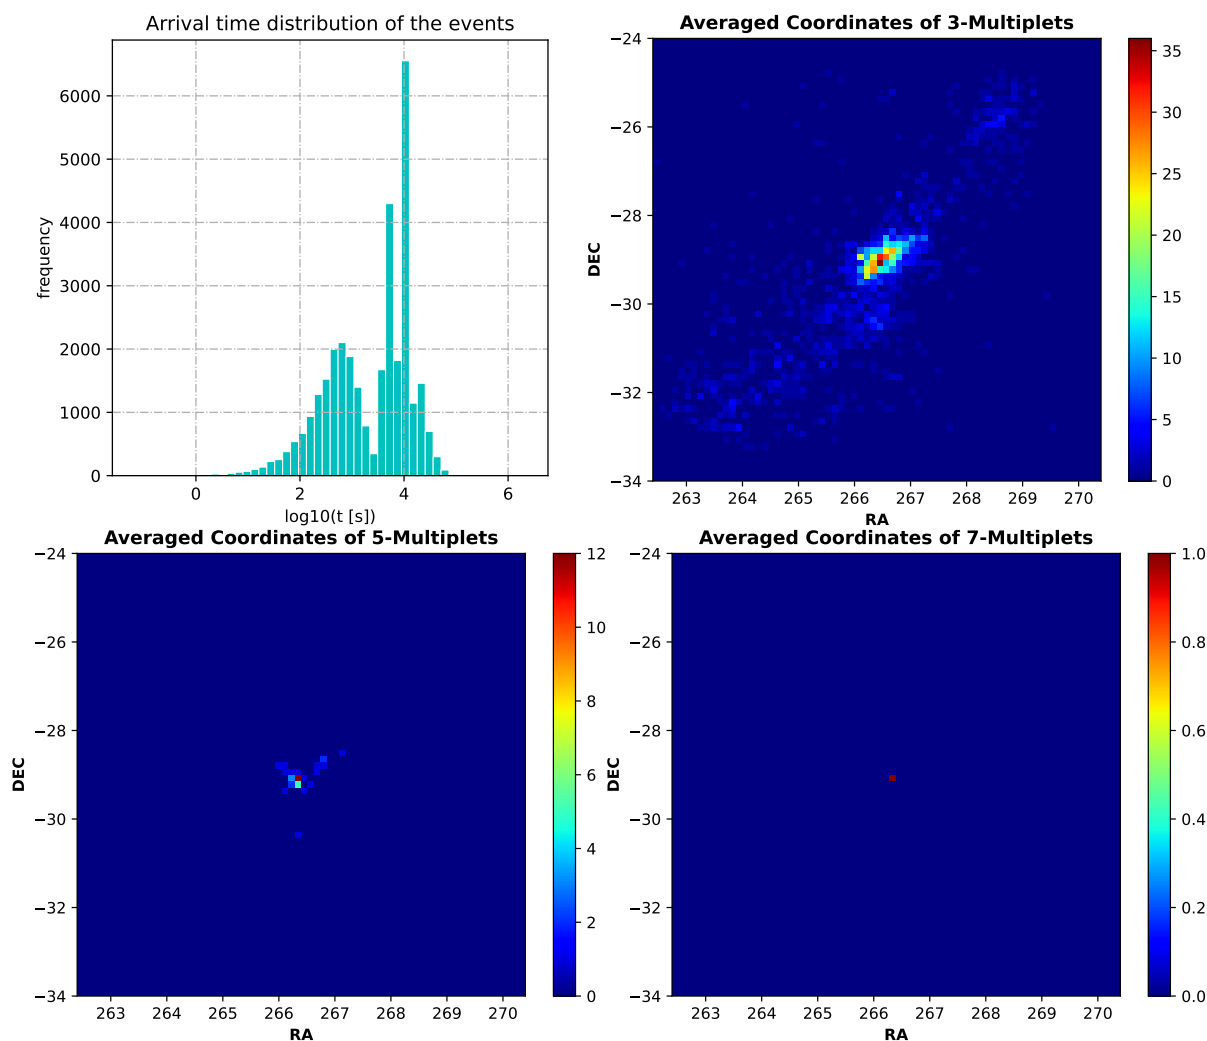 Arrival time distribution of the events
6000
5000
4000
3000
2000
1000
0
frequency
0 2 4 6
log10(t [s])
Averaged Coordinates of 3-Multiplets
−24
−26
−28
−30
−32
−34
DEC
263 264 265 266 267 268 269 270
RA
35
30
25
20
15
10
5
0
Averaged Coordinates of 5-Multiplets
−24
−26
−28
−30
−32
−34
DEC
263 264 265 266 267 268 269 270
RA
12
10
8
6
4
2
0
Averaged Coordinates of 7-Multiplets
−24
−26
−28
−30
−32
−34
DEC
263 264 265 266 267 268 269 270
RA
1.0
0.8
0.6
0.4
0.2
0.0